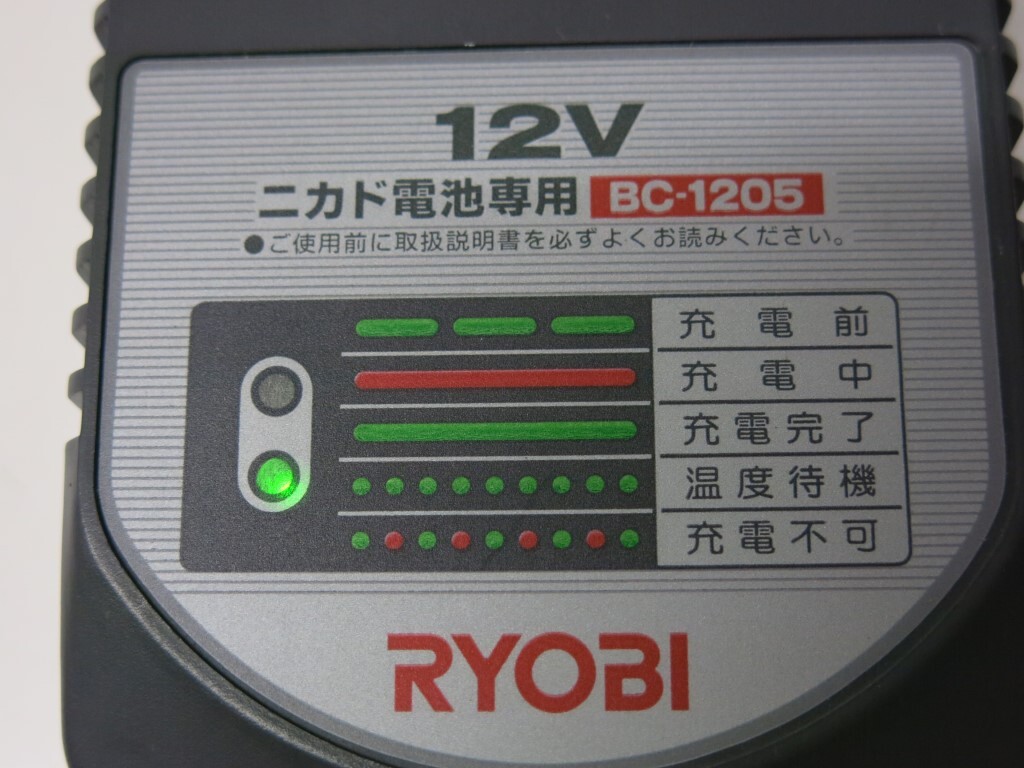 12V
ニカド電池専用 BC-1205
●ご使用前に取扱説明書を必ずよくお読みください。
充電前
充電中
充電完了
温度待機
充電不可
RYOBI